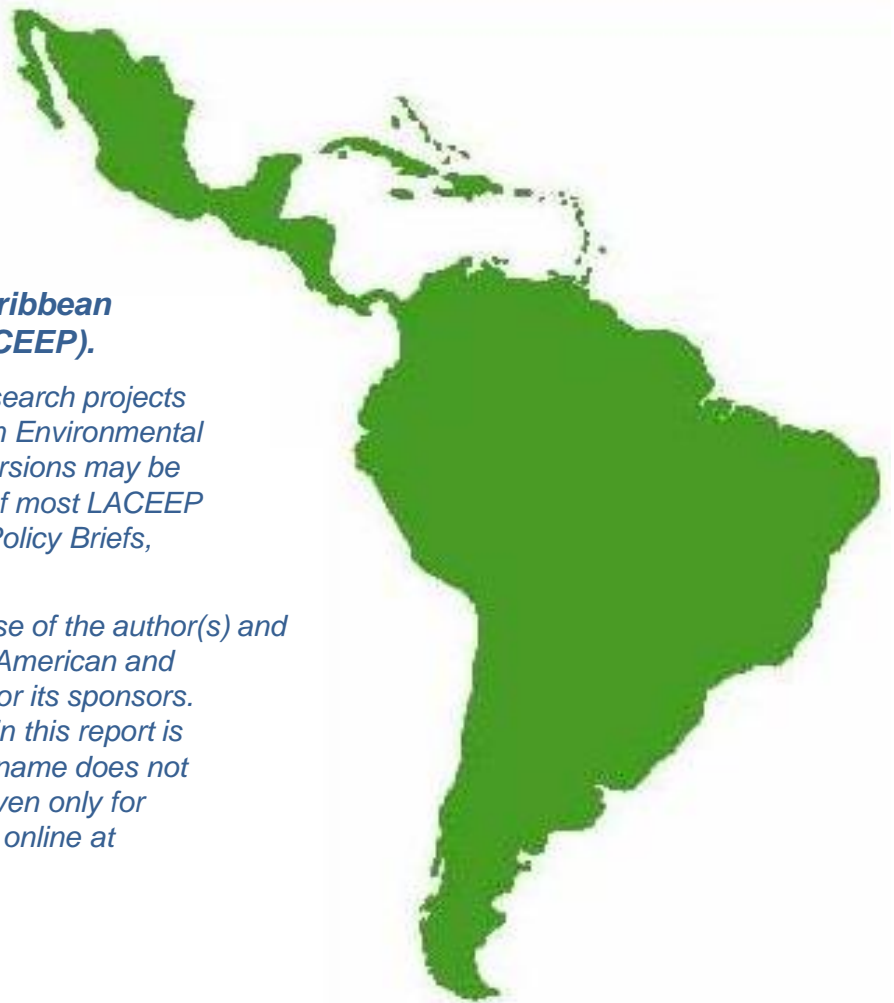 ribbean
CEEP).
search projects
n Environmental
rsions may be
f most LACEEP
Policy Briefs,
se of the author(s) and
American and
or its sponsors.
in this report is
name does not
ven only for
online at